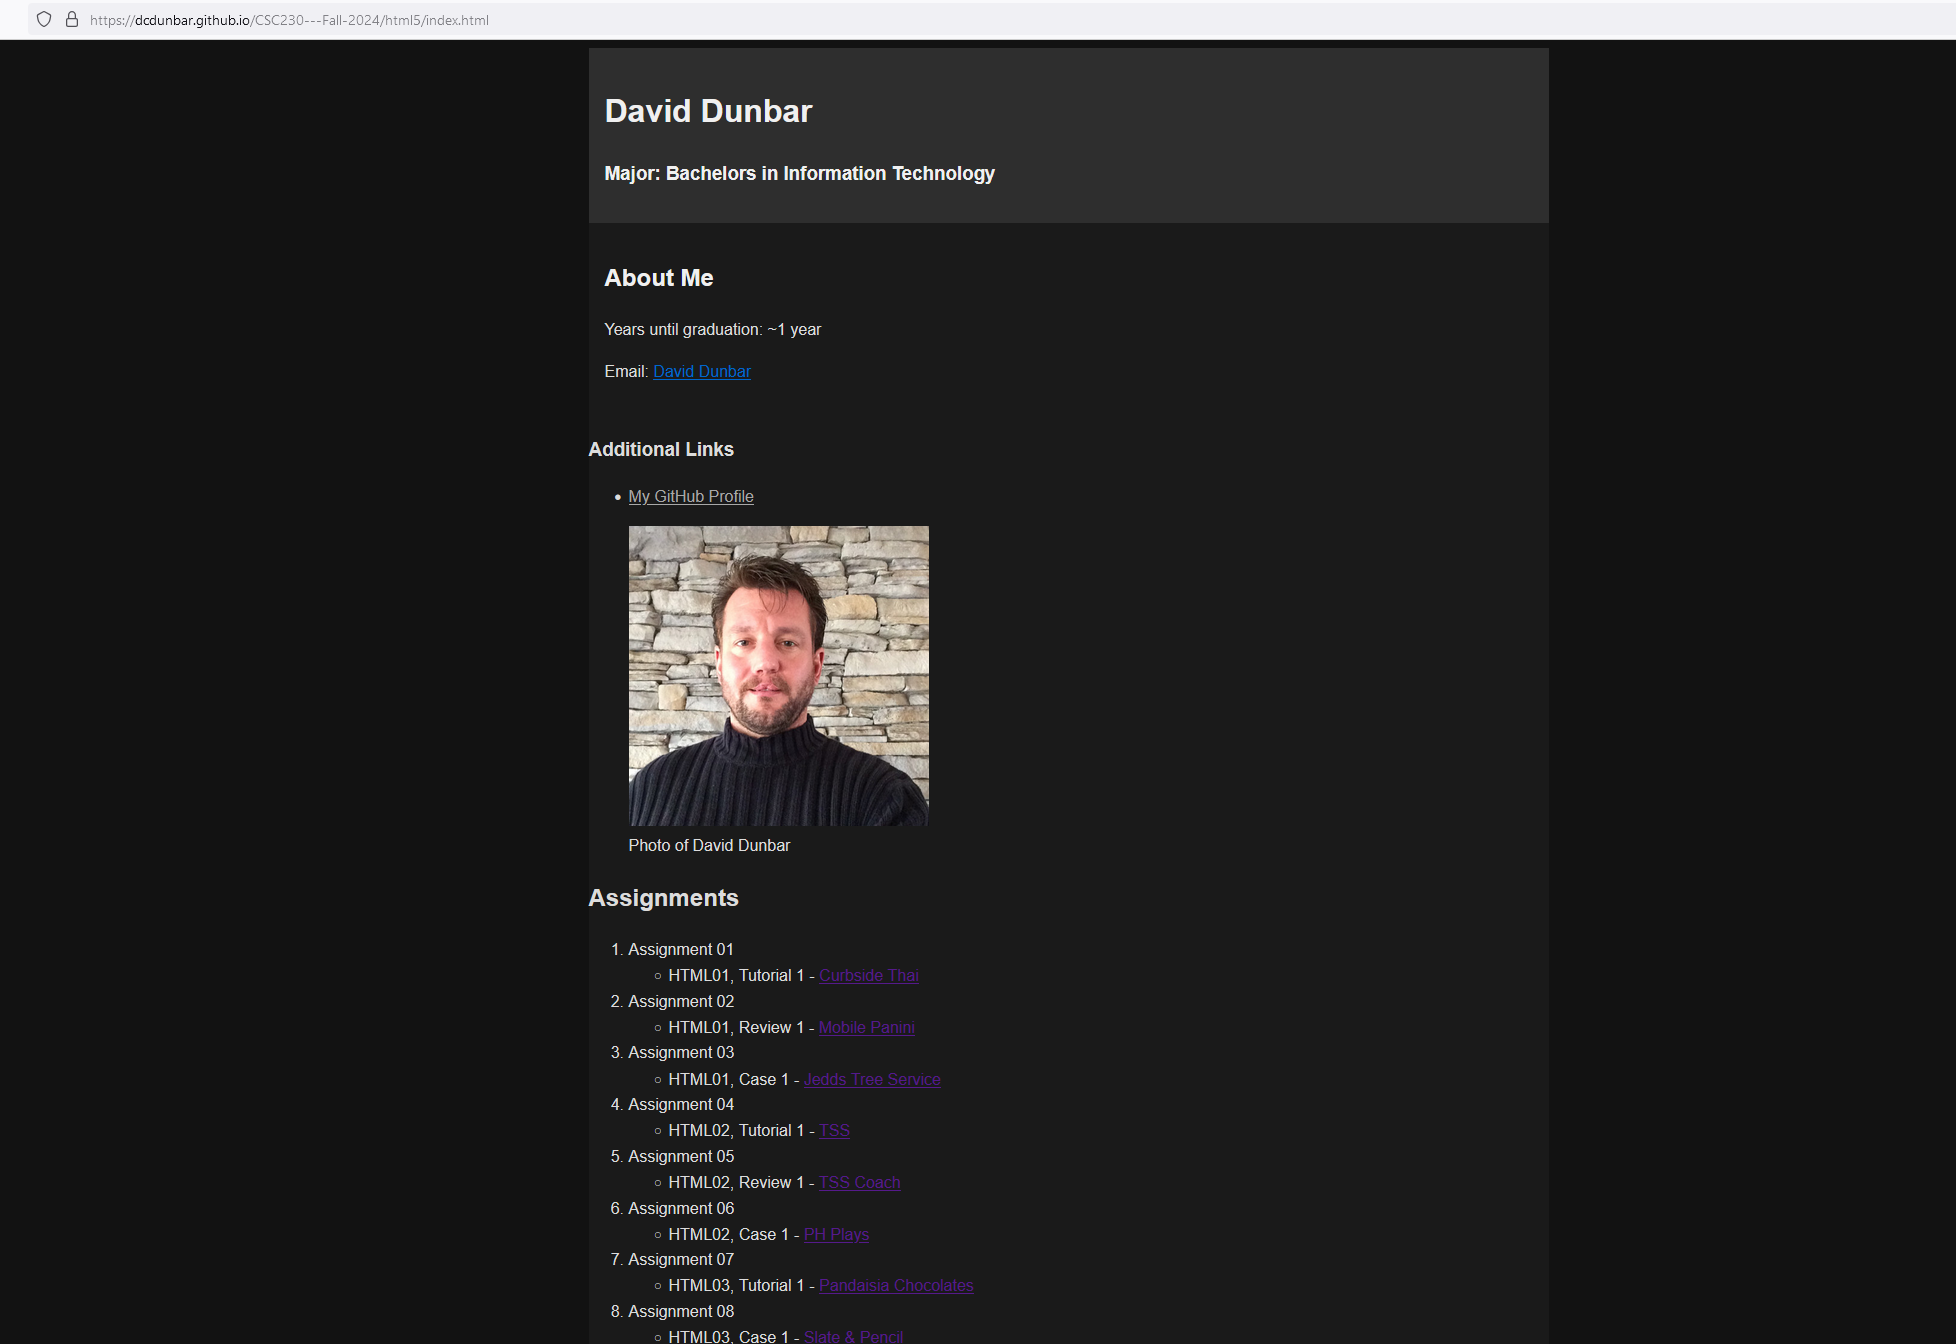 https://dcdunbar.github.io/CSC230---Fall-2024/html5/index.html
David Dunbar
Major: Bachelors in Information Technology
About Me
Years until graduation: ~1 year
Email: David Dunbar
Additional Links
My GitHub Profile
Photo of David Dunbar
Assignments
1. Assignment 01
HTML01, Tutorial 1 - Curbside Thai
2. Assignment 02
HTML01, Review 1 - Mobile Panini
3. Assignment 03
HTML01, Case 1 - Jedds Tree Service
4. Assignment 04
HTML02, Tutorial 1 - TSS
5. Assignment 05
HTML02, Review 1 - TSS Coach
6. Assignment 06
HTML02, Case 1 - PH Plays
7. Assignment 07
HTML03, Tutorial 1 - Pandaisia Chocolates
8. Assignment 08
HTML03, Case 1 - Slate & Pencil